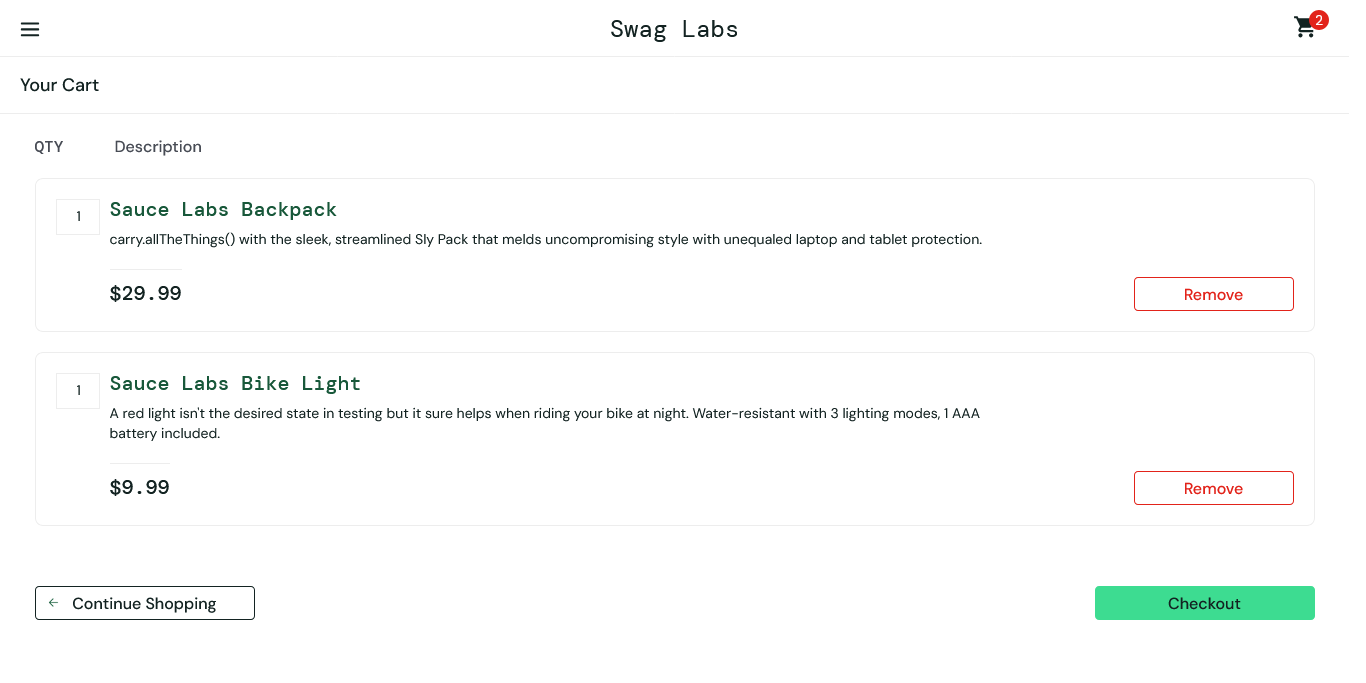 Swag Labs
2
Your Cart
QTY Description
1
Sauce Labs Backpack
carry.allTheThings() with the sleek, streamlined Sly Pack that melds uncompromising style with unequaled laptop and tablet protection.
$29.99
Remove
1
Sauce Labs Bike Light
A red light isn't the desired state in testing but it sure helps when riding your bike at night. Water-resistant with 3 lighting modes, 1 AAA
battery included.
$9.99
Remove
Continue Shopping
Checkout